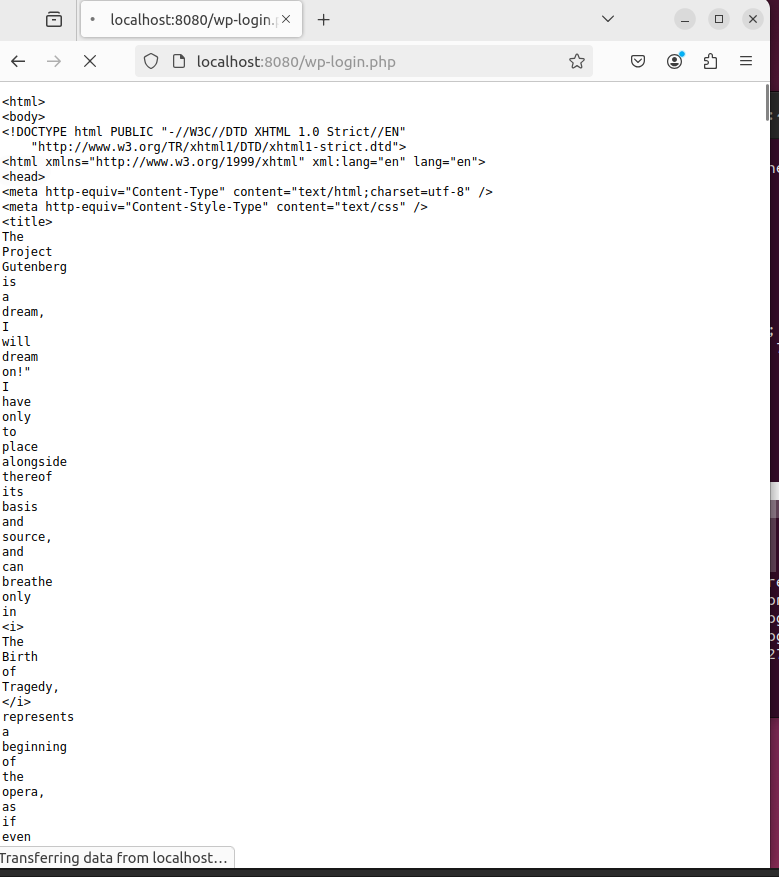 localhost:8080/wp-login.
localhost:8080/wp-login.php
<html>
<body>
<!DOCTYPE html PUBLIC "-//W3C//DTD XHTML 1.0 Strict//EN"
"http://www.w3.org/TR/xhtml1/DTD/xhtml1-strict.dtd">
<html xmlns="http://www.w3.org/1999/xhtml" xml:lang="en" lang="en">
<head>
<meta http-equiv="Content-Type" content="text/html;charset=utf-8" />
<meta http-equiv="Content-Style-Type" content="text/css" />
<title>
The
Project
Gutenberg
is
a
dream,
I
will
dream
on!"
I
have
only
to
place
alongside
thereof
its
basis
and
source,
and
can
breathe
only
in
<i>
The
Birth
of
Tragedy,
</i>
represents
a
beginning
of
the
opera,
as
if
even
Transferring data from localhost…